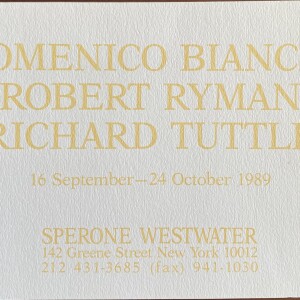 OMENICO BIANC
ROBERT RYMAN
RICHARD TUTTL
16 September—24 October 1989
SPERONE WESTWATER
142 Greene Street New York 10012
212 431-3685 (fax) 941-1030